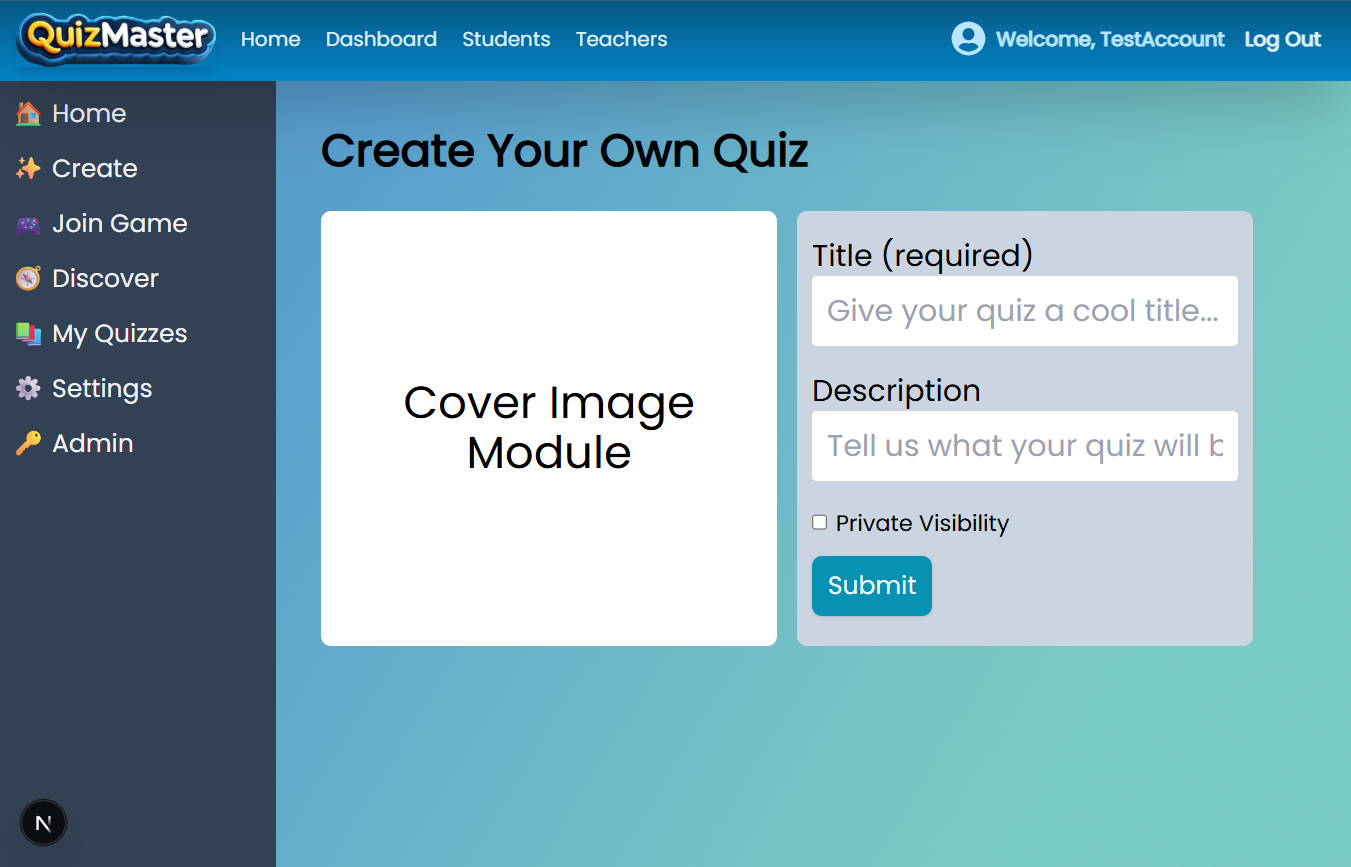 QuizMaster Home Dashboard Students Teachers Welcome, TestAccount Log Out
Home
Create
Join Game
Discover
My Quizzes
Settings
Admin
N
Create Your Own Quiz
Cover Image
Module
Title (required)
Give your quiz a cool title...
Description
Tell us what your quiz will b
Private Visibility
Submit